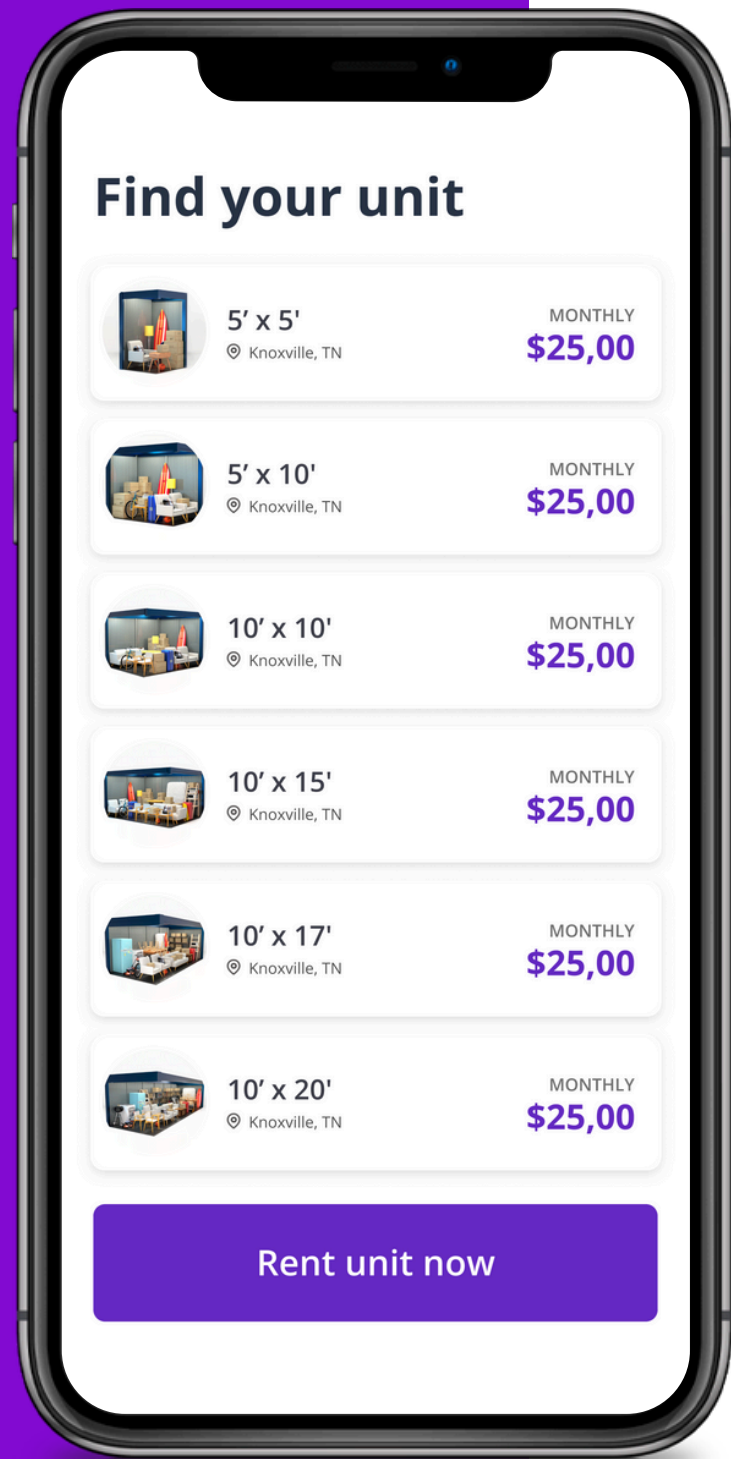 Find your unit
5’ x 5'
Knoxville, TN
MONTHLY
$25,00
5’ x 10'
Knoxville, TN
MONTHLY
$25,00
10’ x 10'
Knoxville, TN
MONTHLY
$25,00
10’ x 15'
Knoxville, TN
MONTHLY
$25,00
10’ x 17'
Knoxville, TN
MONTHLY
$25,00
10’ x 20'
Knoxville, TN
MONTHLY
$25,00
Rent unit now